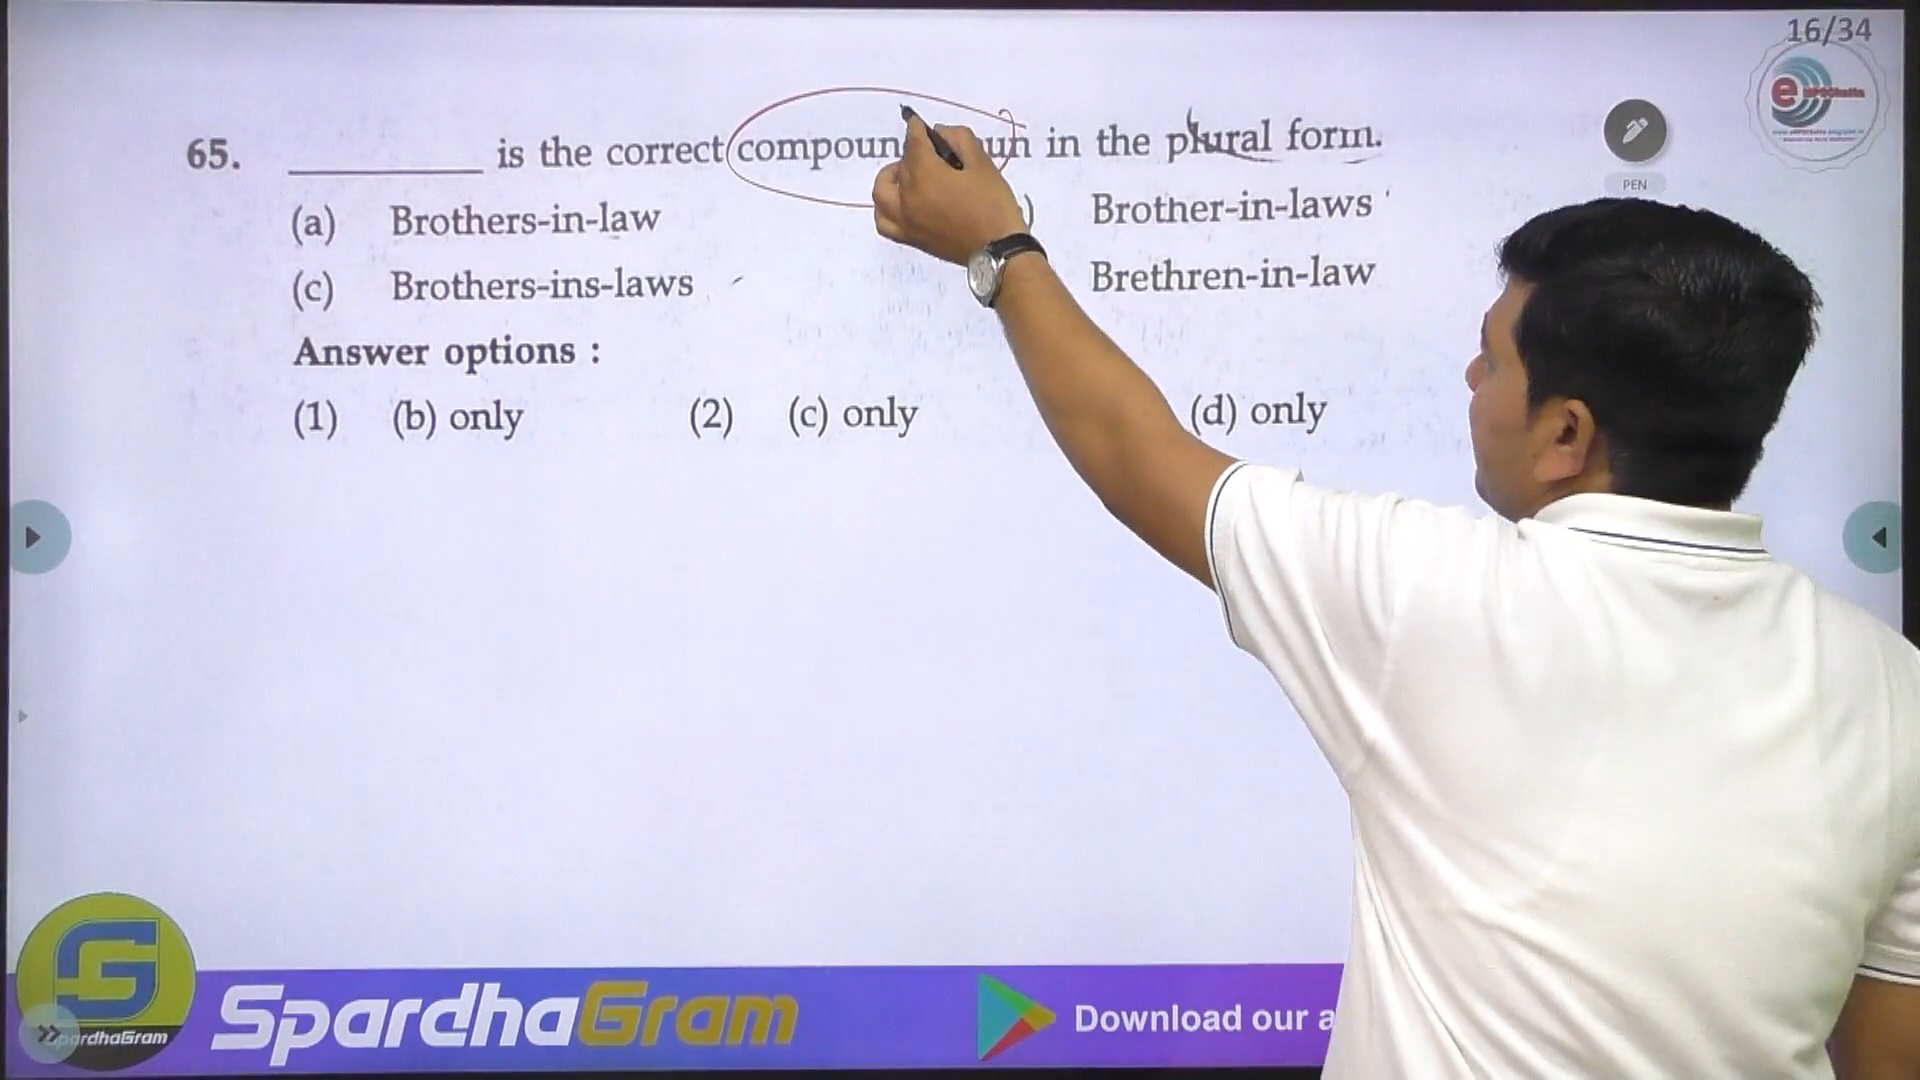 16/34
65. is the correct compoun un in the plural form.
(a) Brothers-in-law ) Brother-in-laws
(c) Brothers-ins-laws Brethren-in-law
Answer options :
(1) (b) only (2) (c) only (d) only
PEN
SpardhaGram
SpardhaGram
Download our a